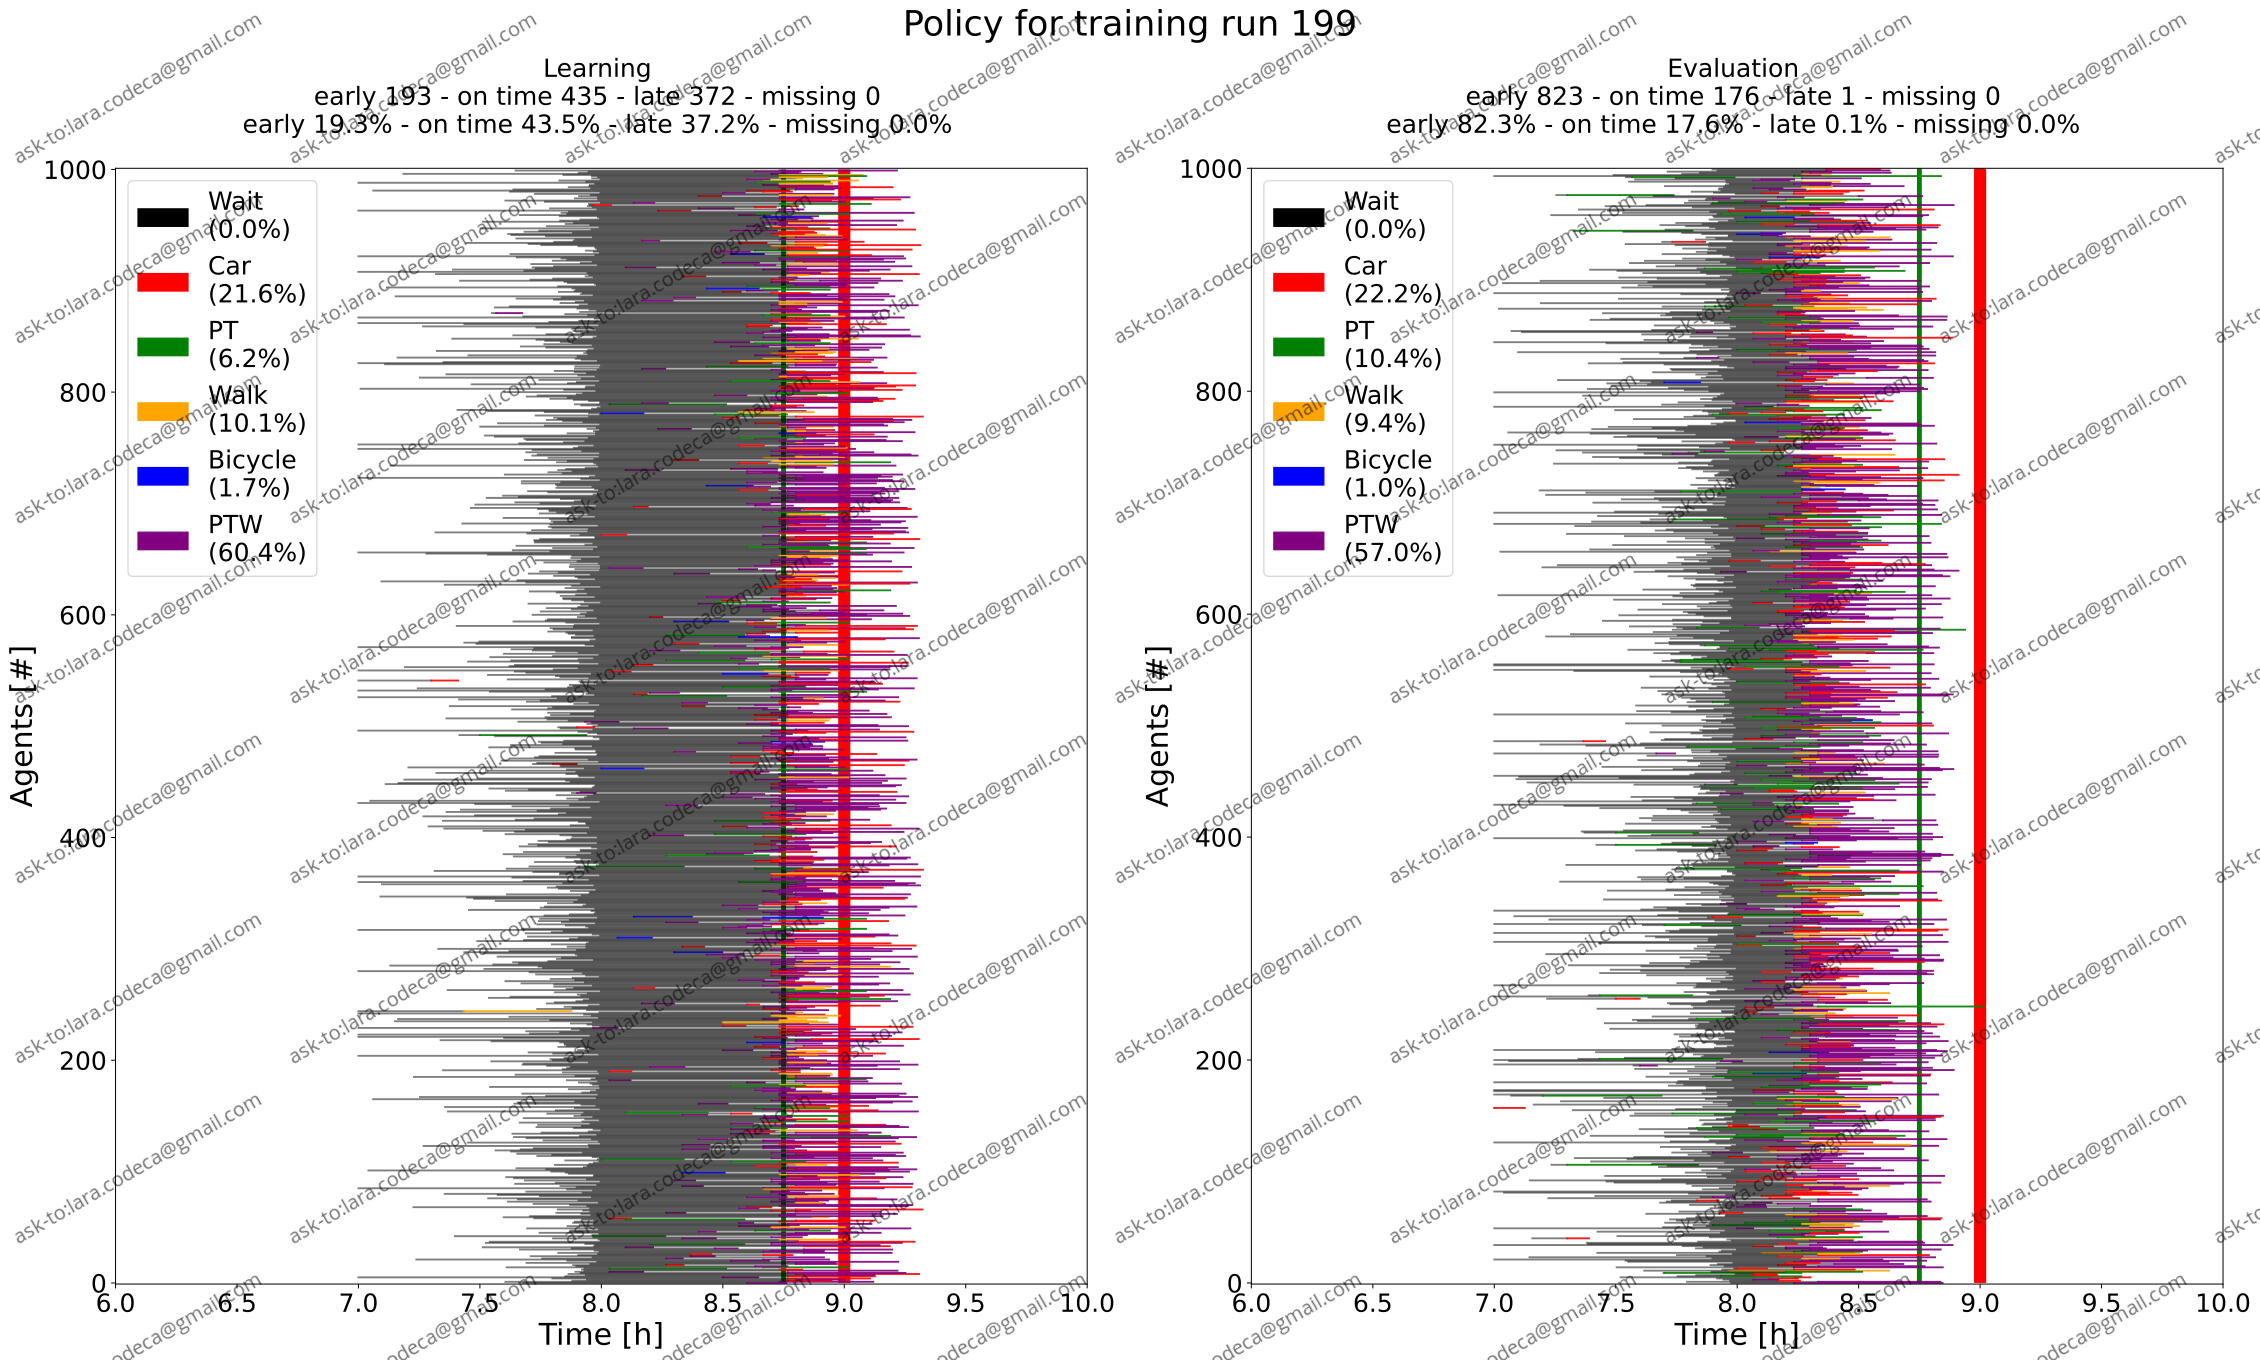 Policy for training run 199
Learning
early 193 - on time 435 - late 372 - missing 0
early 19.3% - on time 43.5% - late 37.2% - missing 0.0%
1000
800
600
400
200
0
Agents [#]
Wait
(0.0%)
Car
(21.6%)
PT
(6.2%)
Walk
(10.1%)
Bicycle
(1.7%)
PTW
(60.4%)
6.0 6.5 7.0 7.5 8.0 8.5 9.0 9.5 10.0
Time [h]
Evaluation
early 823 - on time 176 - late 1 - missing 0
early 82.3% - on time 17.6% - late 0.1% - missing 0.0%
1000
800
600
400
200
0
Agents [#]
Wait
(0.0%)
Car
(22.2%)
PT
(10.4%)
Walk
(9.4%)
Bicycle
(1.0%)
PTW
(57.0%)
6.0 6.5 7.0 7.5 8.0 8.5 9.0 9.5 10.0
Time [h]
ask-to:lara.codeca@gmail.com